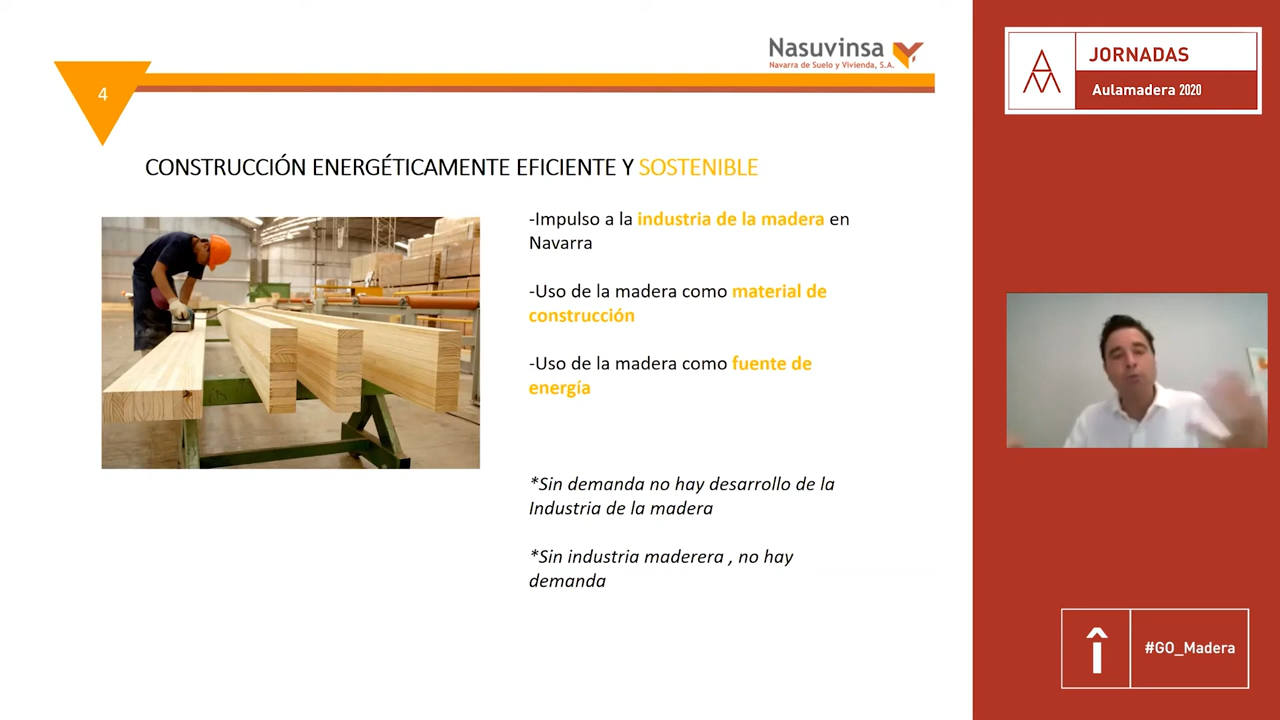 Nasuvinsa
Navarra de Suelo y Vivienda, S.A.
4
CONSTRUCCIÓN ENERGÉTICAMENTE EFICIENTE Y SOSTENIBLE
-Impulso a la industria de la madera en
Navarra
-Uso de la madera como material de
construcción
-Uso de la madera como fuente de
energía
*Sin demanda no hay desarrollo de la
Industria de la madera
*Sin industria maderera , no hay
demanda
JORNADAS
Aulamadera 2020
#GO_Madera